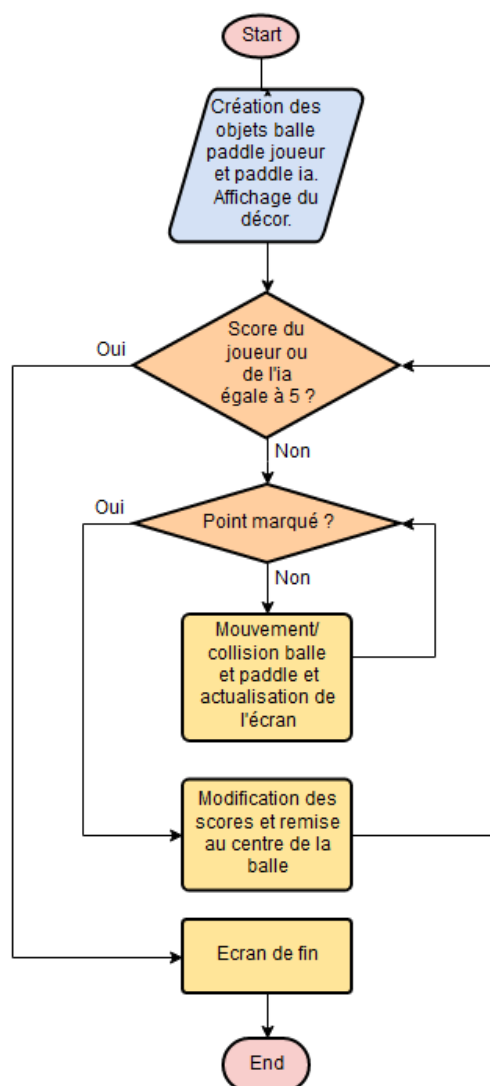 Start
Création des
objets balle
paddle joueur
et paddle ia.
Affichage du
décor.
Score du
joueur ou
de l'ia
égale à 5 ?
Oui
Non
Point marqué ?
Oui
Non
Mouvement/
collision balle
et paddle et
actualisation de
l'écran
Modification des
scores et remise
au centre de la
balle
Ecran de fin
End